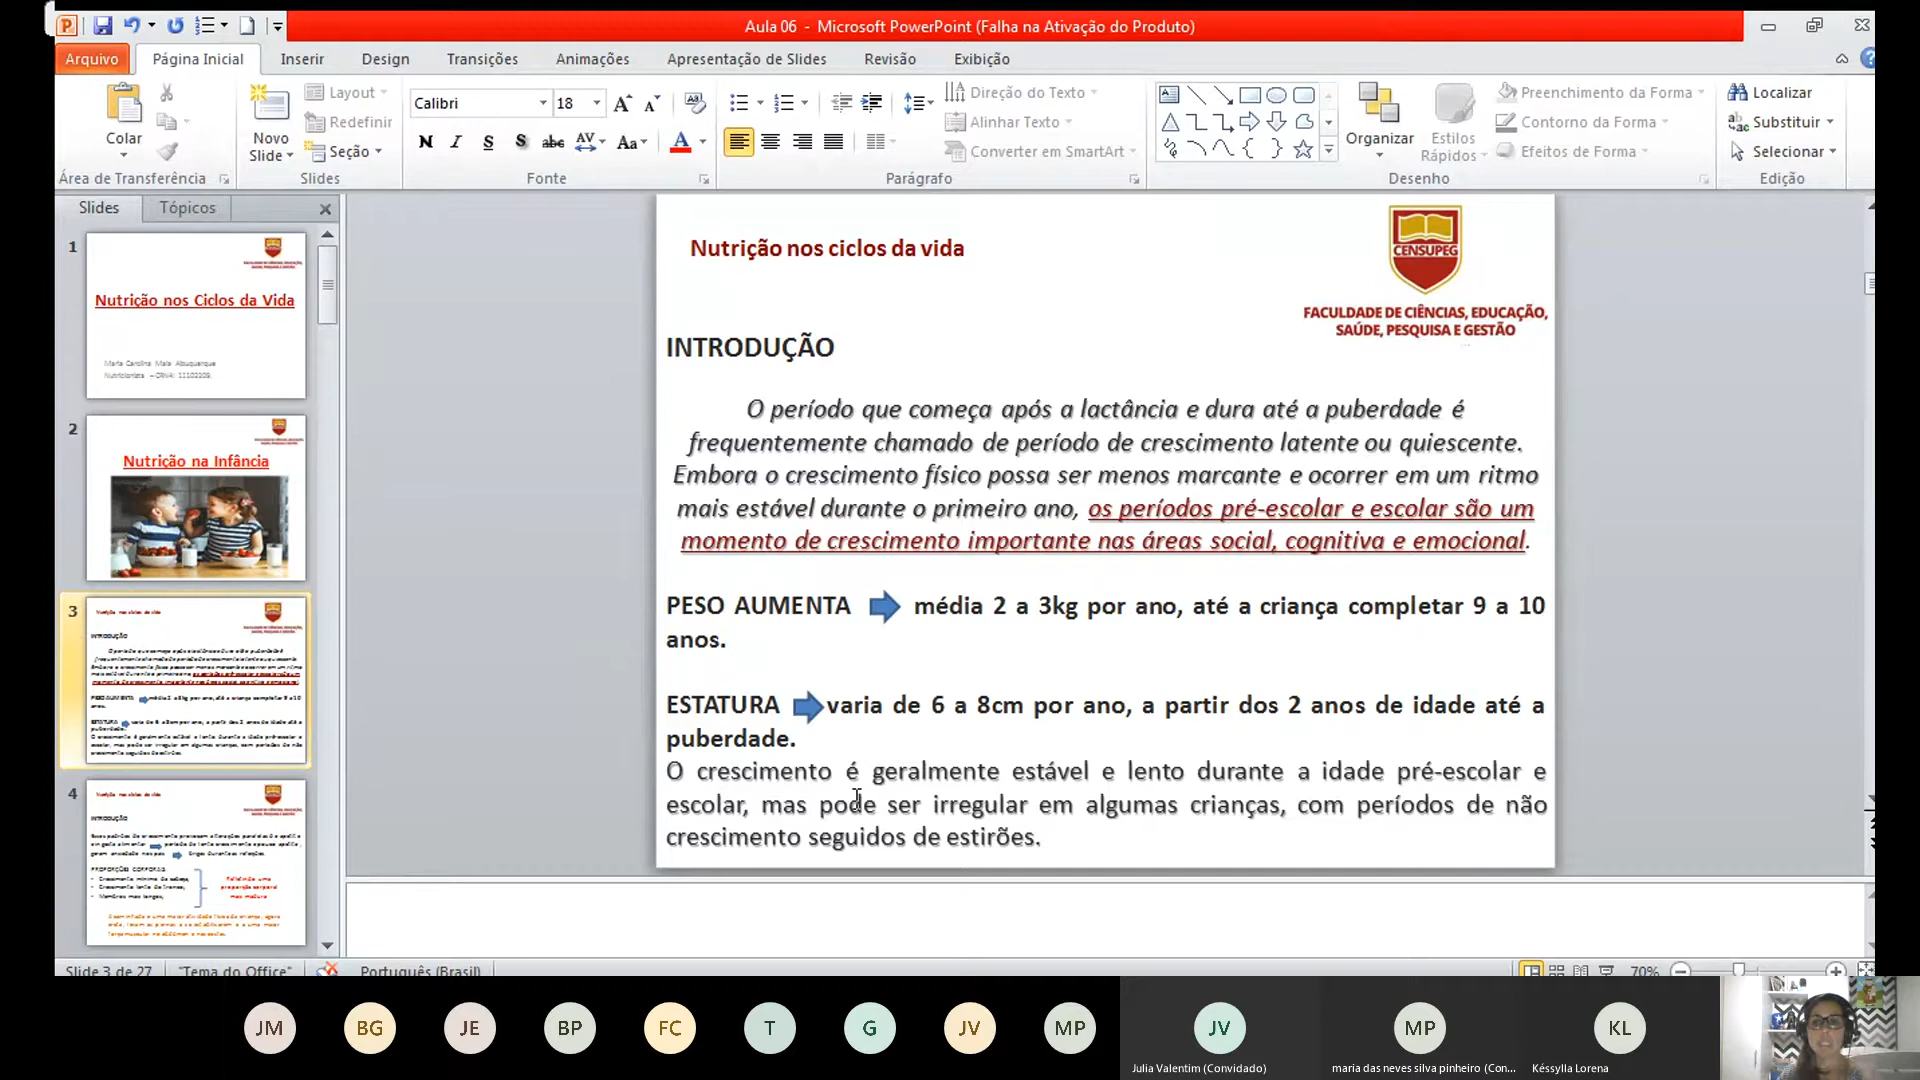 Aula 06 - Microsoft PowerPoint (Falha na Ativação do Produto)
Arquivo Página Inicial Inserir Design Transições Animações Apresentação de Slides Revisão Exibição
Colar
Área de Transferência
Novo Slide
Layout
Redefinir
Seção
Slides
Calibri 18
N I S S abc AV Aa A
Fonte
Direção do Texto
Alinhar Texto
Converter em SmartArt
Parágrafo
Organizar
Estilos Rápidos
Preenchimento da Forma
Contorno da Forma
Efeitos de Forma
Desenho
Localizar
Substituir
Selecionar
Edição
Slides Tópicos
1
Nutrição nos Ciclos da Vida
Maria Carolina Maia Albuquerque
2
Nutrição na Infância
3
4
Nutrição nos ciclos da vida
CENSUPEG
FACULDADE DE CIÊNCIAS, EDUCAÇÃO,
SAÚDE, PESQUISA E GESTÃO
INTRODUÇÃO
O período que começa após a lactância e dura até a puberdade é
frequentemente chamado de período de crescimento latente ou quiescente.
Embora o crescimento físico possa ser menos marcante e ocorrer em um ritmo
mais estável durante o primeiro ano, os períodos pré-escolar e escolar são um
momento de crescimento importante nas áreas social, cognitiva e emocional.
PESO AUMENTA média 2 a 3kg por ano, até a criança completar 9 a 10
anos.
ESTATURA varia de 6 a 8cm por ano, a partir dos 2 anos de idade até a
puberdade.
O crescimento é geralmente estável e lento durante a idade pré-escolar e
escolar, mas pode ser irregular em algumas crianças, com períodos de não
crescimento seguidos de estirões.
Slide 3 de 27 "Tema do Office" Português (Brasil) 70%
JM BG JE BP FC T G JV MP JV MP KL
Julia Valentim (Convidado) maria das neves silva pinheiro (Con... Késsylla Lorena